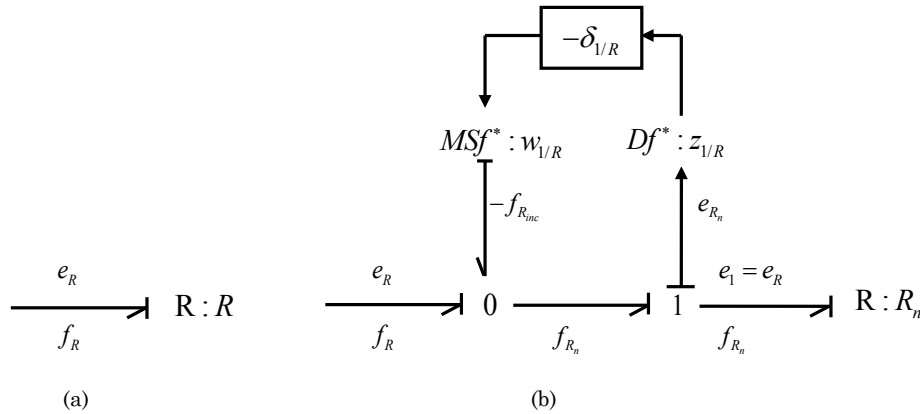 −δ_{1/R}
MSf* : w_{1/R}
Df* : z_{1/R}
−f_{R_{inc}}
e_{R_n}
e_R
e_R
e_1 = e_R
R : R
0
1
R : R_n
f_R
f_R
f_{R_n}
f_{R_n}
(a)
(b)